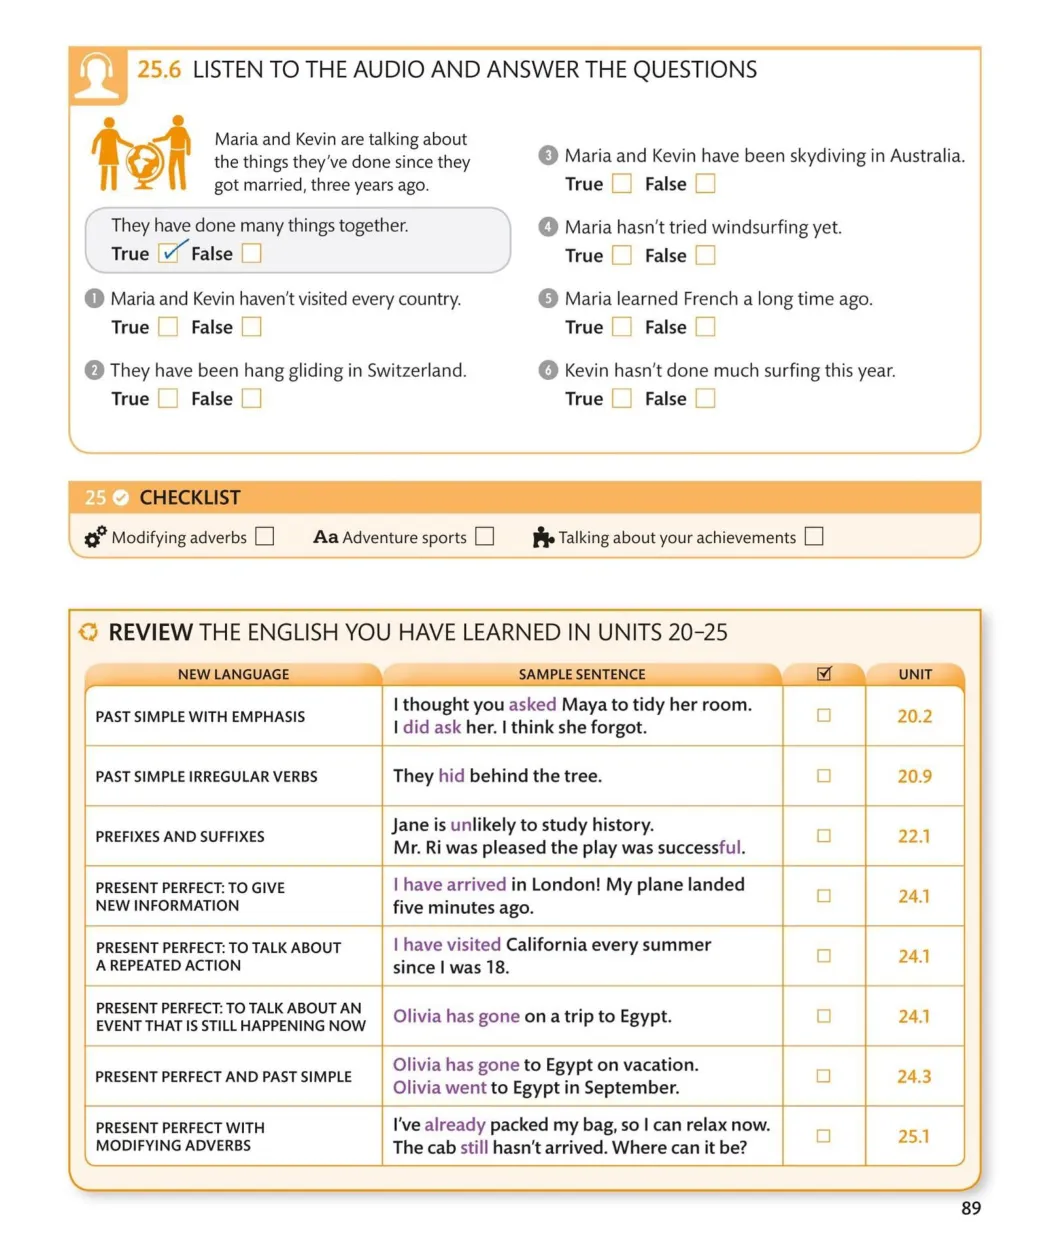 25.6 LISTEN TO THE AUDIO AND ANSWER THE QUESTIONS
Maria and Kevin are talking about
the things they've done since they
got married, three years ago.
They have done many things together.
True False
1 Maria and Kevin haven't visited every country.
True False
2 They have been hang gliding in Switzerland.
True False
3 Maria and Kevin have been skydiving in Australia.
True False
4 Maria hasn't tried windsurfing yet.
True False
5 Maria learned French a long time ago.
True False
6 Kevin hasn't done much surfing this year.
True False
25 CHECKLIST
Modifying adverbs Aa Adventure sports Talking about your achievements
REVIEW THE ENGLISH YOU HAVE LEARNED IN UNITS 20–25
NEW LANGUAGE SAMPLE SENTENCE UNIT
PAST SIMPLE WITH EMPHASIS
I thought you asked Maya to tidy her room.
I did ask her. I think she forgot.
20.2
PAST SIMPLE IRREGULAR VERBS
They hid behind the tree.
20.9
PREFIXES AND SUFFIXES
Jane is unlikely to study history.
Mr. Ri was pleased the play was successful.
22.1
PRESENT PERFECT: TO GIVE
NEW INFORMATION
I have arrived in London! My plane landed
five minutes ago.
24.1
PRESENT PERFECT: TO TALK ABOUT
A REPEATED ACTION
I have visited California every summer
since I was 18.
24.1
PRESENT PERFECT: TO TALK ABOUT AN
EVENT THAT IS STILL HAPPENING NOW
Olivia has gone on a trip to Egypt.
24.1
PRESENT PERFECT AND PAST SIMPLE
Olivia has gone to Egypt on vacation.
Olivia went to Egypt in September.
24.3
PRESENT PERFECT WITH
MODIFYING ADVERBS
I've already packed my bag, so I can relax now.
The cab still hasn't arrived. Where can it be?
25.1
89